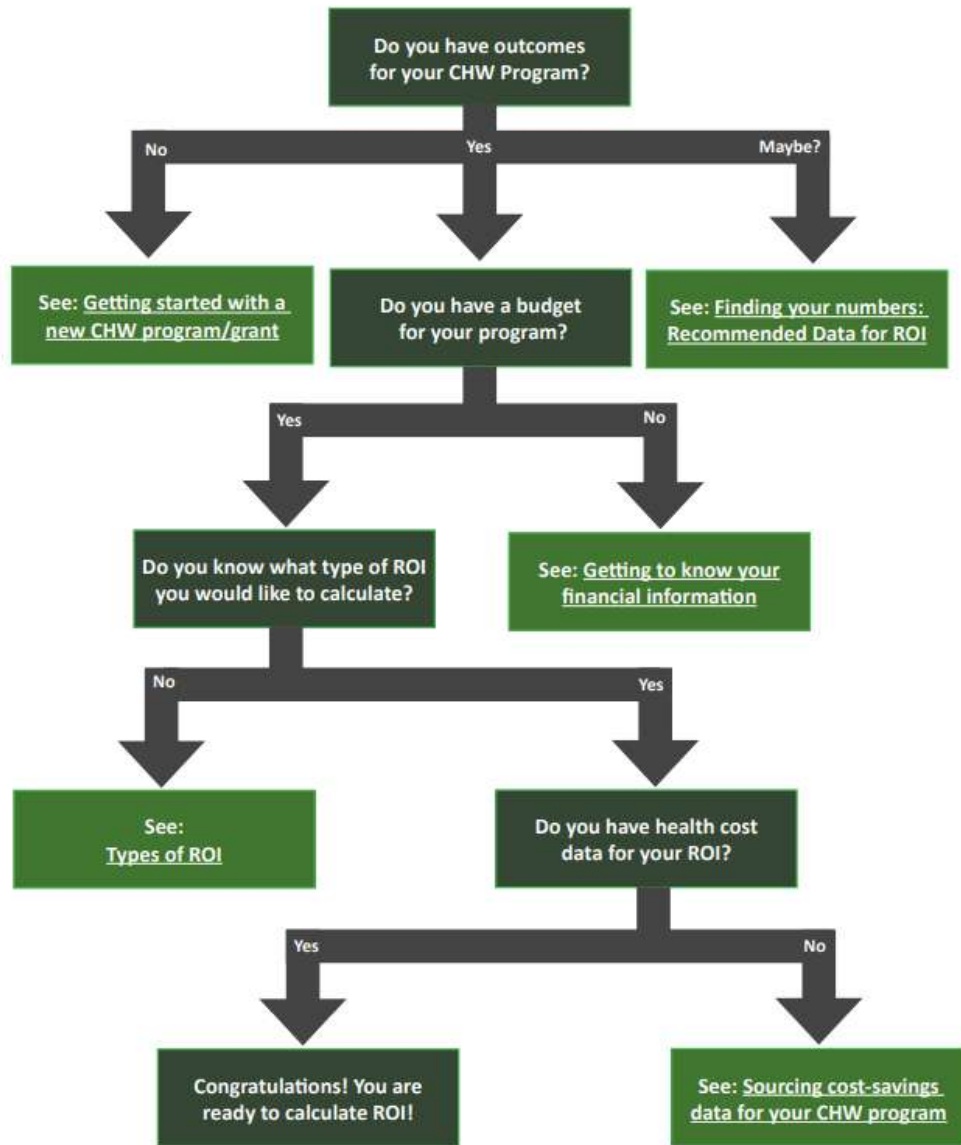 Do you have outcomes
for your CHW Program?
No
Yes
Maybe?
See: Getting started with a
new CHW program/grant
Do you have a budget
for your program?
See: Finding your numbers:
Recommended Data for ROI
Yes
No
Do you know what type of ROI
you would like to calculate?
See: Getting to know your
financial information
No
Yes
See:
Types of ROI
Do you have health cost
data for your ROI?
Yes
No
Congratulations! You are
ready to calculate ROI!
See: Sourcing cost-savings
data for your CHW program